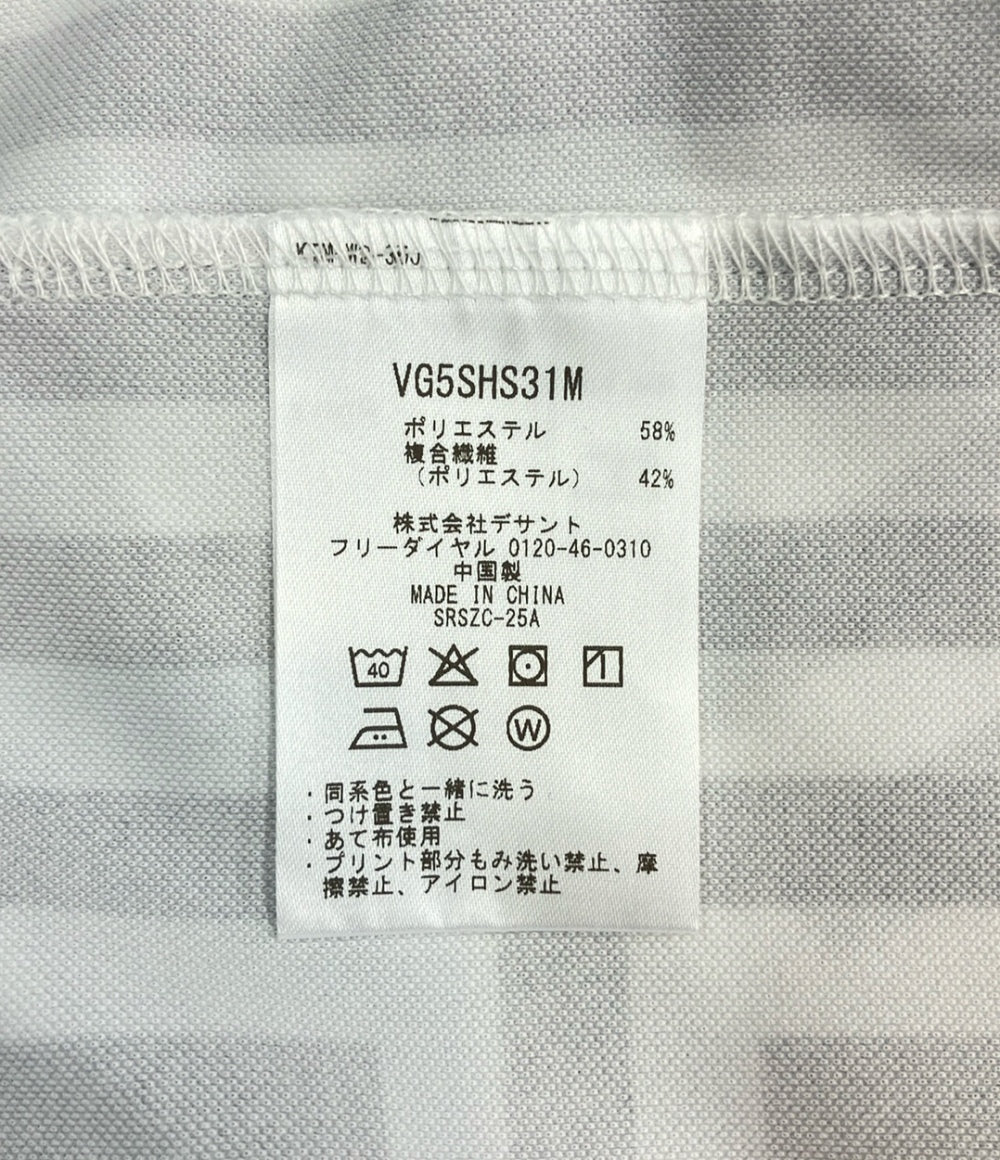 VG5SHS31M
ポリエステル 58%
複合繊維
（ポリエステル） 42%
株式会社デサント
フリーダイヤル 0120-46-0310
中国製
MADE IN CHINA
SRSZC-25A
40
W
・同系色と一緒に洗う
・つけ置き禁止
・あて布使用
・プリント部分もみ洗い禁止、摩
擦禁止、アイロン禁止